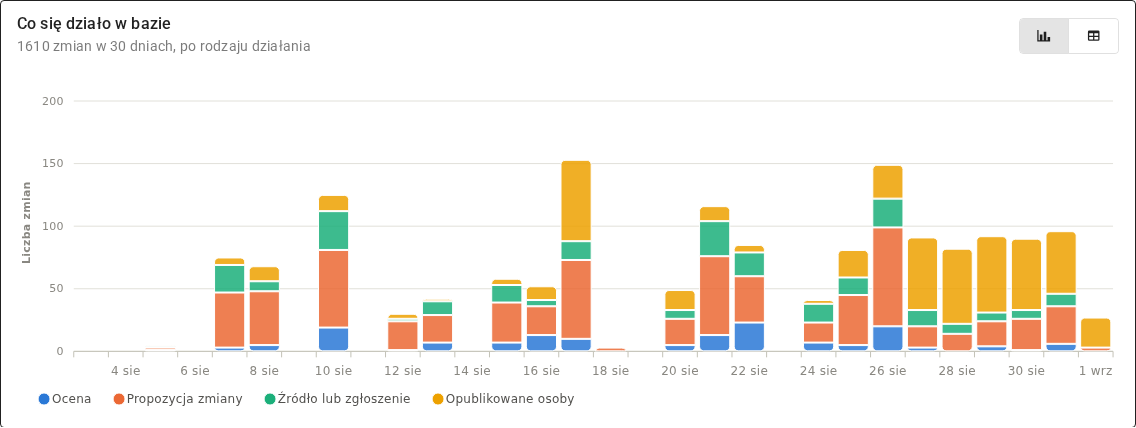 Co się działo w bazie
1610 zmian w 30 dniach, po rodzaju działania
200
150
100
50
0
Liczba zmian
4 sie 6 sie 8 sie 10 sie 12 sie 14 sie 16 sie 18 sie 20 sie 22 sie 24 sie 26 sie 28 sie 30 sie 1 wrz
Ocena Propozycja zmiany Źródło lub zgłoszenie Opublikowane osoby